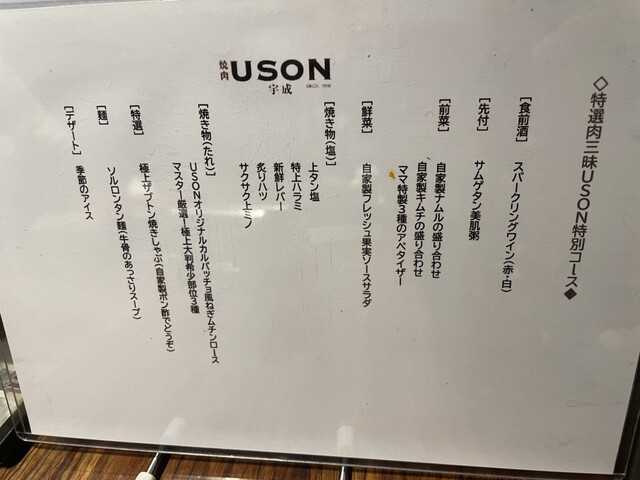 焼肉 USON
宇成
SINCE 1998
◇特選肉三昧USON特別コース◆
[食前酒] スパークリングワイン(赤・白)
[先付] サムゲタン美肌粥
[前菜] 自家製ナムルの盛り合わせ
自家製キムチの盛り合わせ
ママ特製3種のアペタイザー
[鮮菜] 自家製フレッシュ果実ソースサラダ
[焼き物(塩)] 上タン塩
特上ハラミ
新鮮レバー
炙りハツ
サクサク上ミノ
[焼き物(たれ)] USONオリジナルカルパッチョ風ねぎムチンロース
マスター厳選!極上大判希少部位3種
[特選] 極上ザブトン焼きしゃぶ(自家製ポン酢でどうぞ)
[麺] ソルロンタン麺(牛骨のあっさりスープ)
[デザート] 季節のアイス